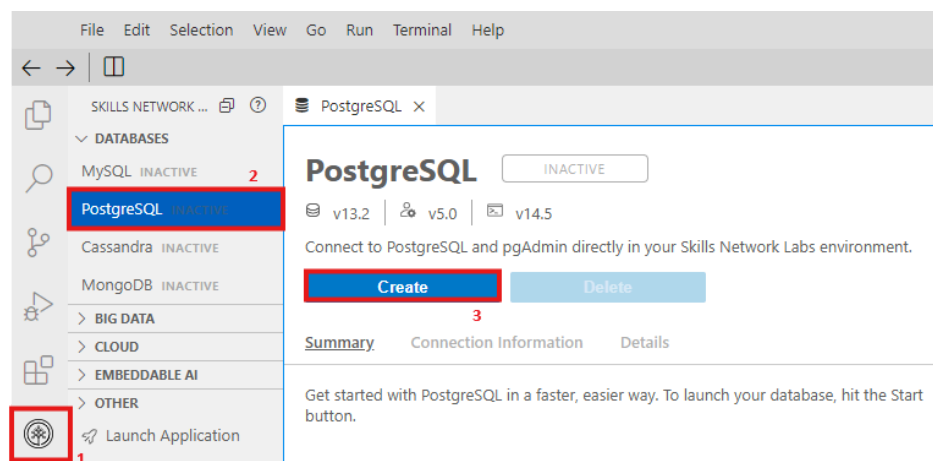 File Edit Selection View Go Run Terminal Help
SKILLS NETWORK ...
DATABASES
MySQL INACTIVE
2
PostgreSQL INACTIVE
Cassandra INACTIVE
MongoDB INACTIVE
BIG DATA
CLOUD
EMBEDDABLE AI
OTHER
Launch Application
1
PostgreSQL
PostgreSQL INACTIVE
v13.2 v5.0 v14.5
Connect to PostgreSQL and pgAdmin directly in your Skills Network Labs environment.
Create Delete
3
Summary Connection Information Details
Get started with PostgreSQL in a faster, easier way. To launch your database, hit the Start
button.